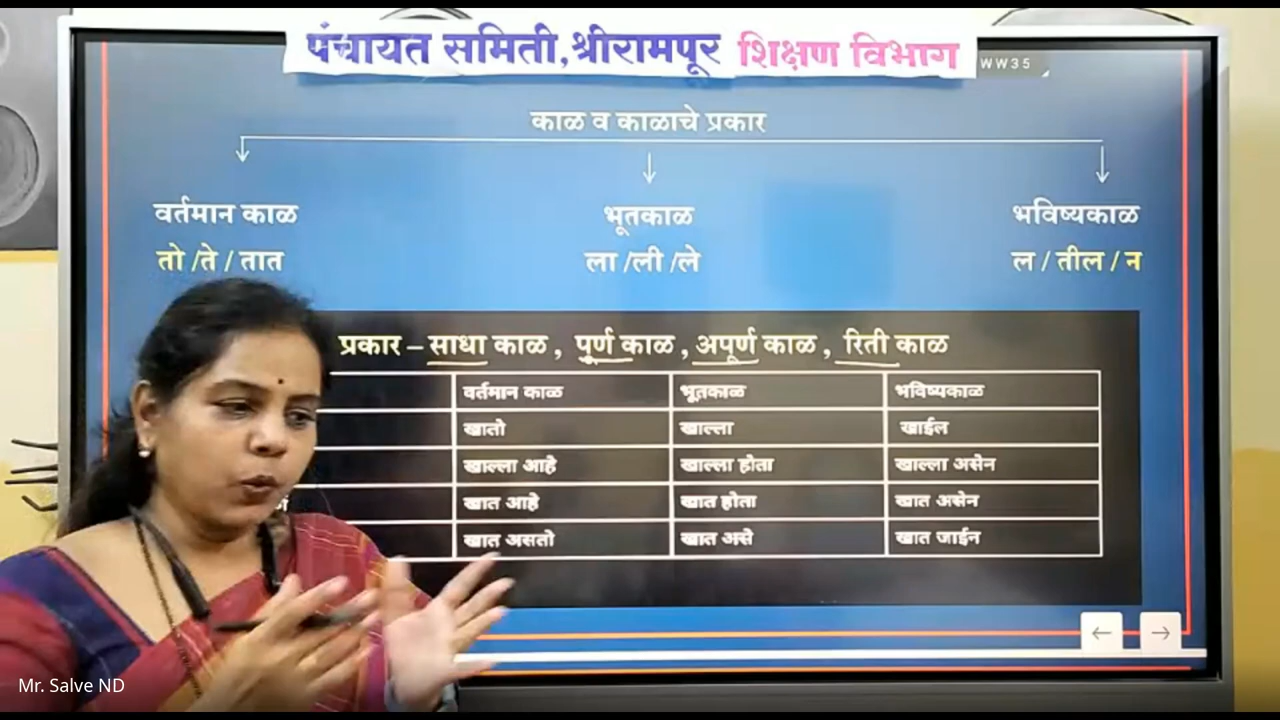 पंचायत समिती,श्रीरामपूर शिक्षण विभाग
WW35
काळ व काळाचे प्रकार
वर्तमान काळ भूतकाळ भविष्यकाळ
तो /ते / तात ला /ली /ले ल / तील / न
प्रकार – साधा काळ , पुर्ण काळ , अपूर्ण काळ , रिती काळ
वर्तमान काळ भूतकाळ भविष्यकाळ
खातो खाल्ला खाईल
खाल्ला आहे खाल्ला होता खाल्ला असेन
खात आहे खात होता खात असेन
खात असतो खात असे खात जाईन
Mr. Salve ND